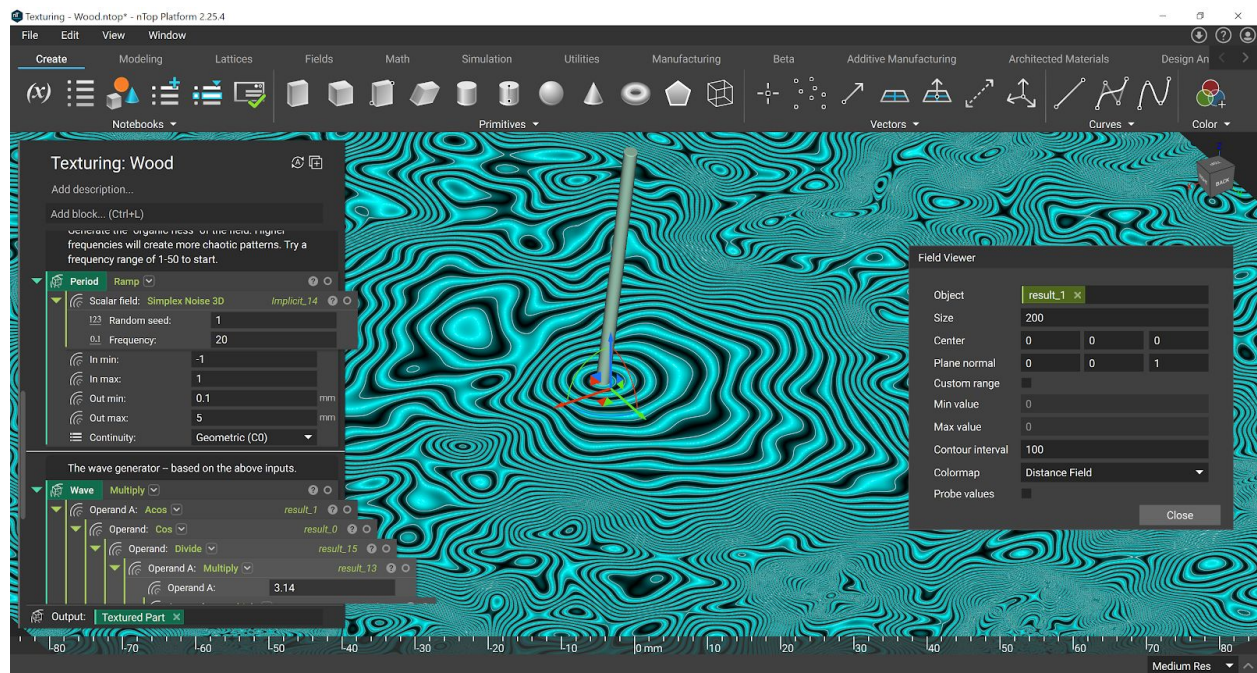 Texturing - Wood.ntop* - nTop Platform 2.25.4
File Edit View Window
Create Modeling Lattices Fields Math Simulation Utilities Manufacturing Beta Additive Manufacturing Architected Materials Design An
(x)
Notebooks Primitives Vectors Curves Color
Texturing: Wood
Add description...
Add block... (Ctrl+L)
frequencies will create more chaotic patterns. Try a
frequency range of 1-50 to start.
Period Ramp
Scalar field: Simplex Noise 3D Implicit_14
123 Random seed: 1
0.1 Frequency: 20
In min: -1
In max: 1
Out min: 0.1 mm
Out max: 5 mm
Continuity: Geometric (C0)
The wave generator – based on the above inputs.
Wave Multiply
Operand A: Acos result_1
Operand: Cos result_0
Operand: Divide result_15
Operand A: Multiply result_13
Operand A: 3.14
Output: Textured Part
Field Viewer
Object result_1
Size 200
Center 0 0 0
Plane normal 0 0 1
Custom range
Min value 0
Max value 0
Contour interval 100
Colormap Distance Field
Probe values
Close
BACK
-80 -70 -60 -50 -40 -30 -20 -10 0 mm 10 20 30 40 50 60 70 80
Medium Res